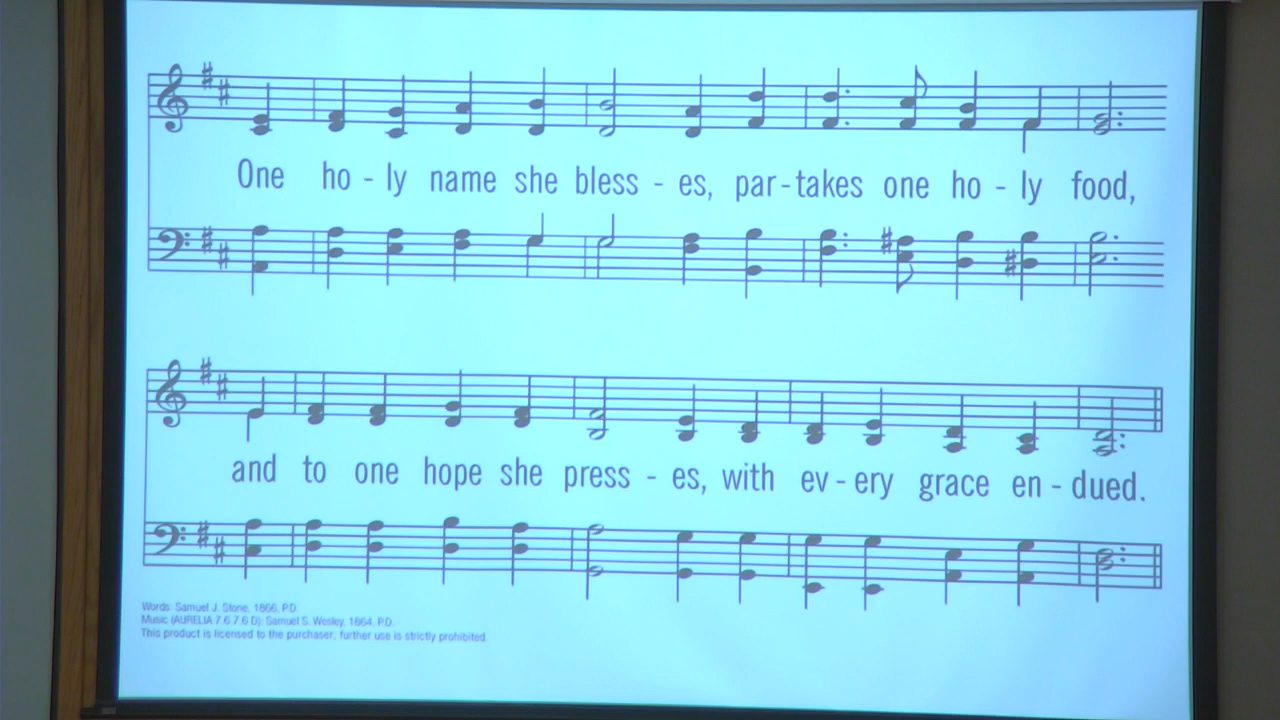 One ho - ly name she bless - es, par - takes one ho - ly food,
and to one hope she press - es, with ev - ery grace en - dued.
Words: Samuel J. Stone, 1866, P.D.
Music (AURELIA 7.6.7.6 D): Samuel S. Wesley, 1864, P.D.
This product is licensed to the purchaser; further use is strictly prohibited.